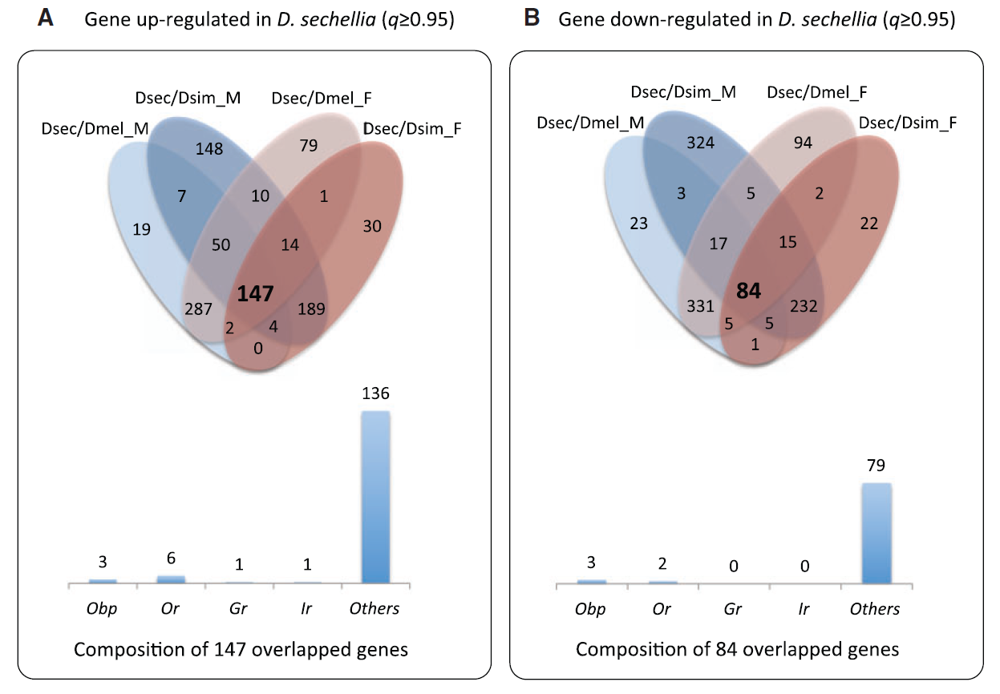 A Gene up-regulated in D. sechellia (q≥0.95)
Dsec/Dsim_M Dsec/Dmel_F
Dsec/Dmel_M Dsec/Dsim_F
148 79
7 10 1
19 30
50 14
147
287 189
2 4
0
136
3 6 1 1
Obp Or Gr Ir Others
Composition of 147 overlapped genes
B Gene down-regulated in D. sechellia (q≥0.95)
Dsec/Dsim_M Dsec/Dmel_F
Dsec/Dmel_M Dsec/Dsim_F
324 94
3 5 2
23 22
17 15
84
331 232
5 5
1
79
3 2 0 0
Obp Or Gr Ir Others
Composition of 84 overlapped genes